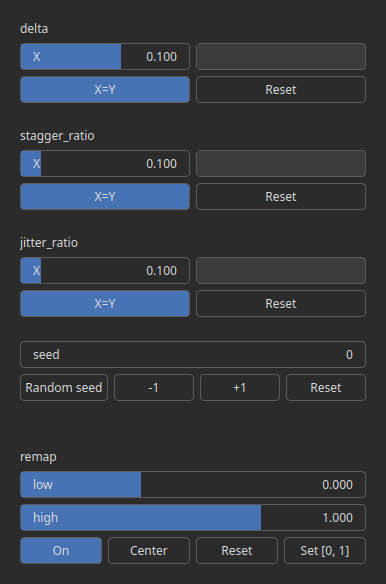 delta
X 0.100
X=Y Reset
stagger_ratio
X 0.100
X=Y Reset
jitter_ratio
X 0.100
X=Y Reset
seed 0
Random seed -1 +1 Reset
remap
low 0.000
high 1.000
On Center Reset Set [0, 1]